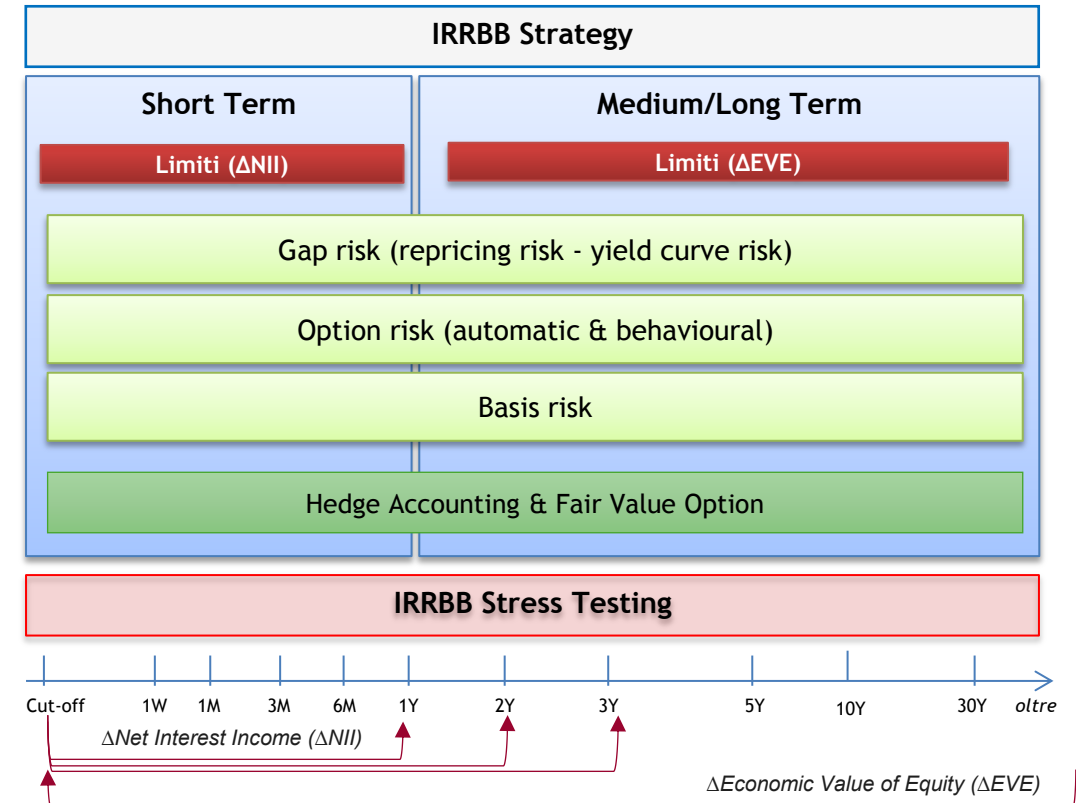 IRRBB Strategy
Short Term
Medium/Long Term
Limiti (ΔNII)
Limiti (ΔEVE)
Gap risk (repricing risk - yield curve risk)
Option risk (automatic & behavioural)
Basis risk
Hedge Accounting & Fair Value Option
IRRBB Stress Testing
Cut-off 1W 1M 3M 6M 1Y 2Y 3Y 5Y 10Y 30Y oltre
ΔNet Interest Income (ΔNII)
ΔEconomic Value of Equity (ΔEVE)